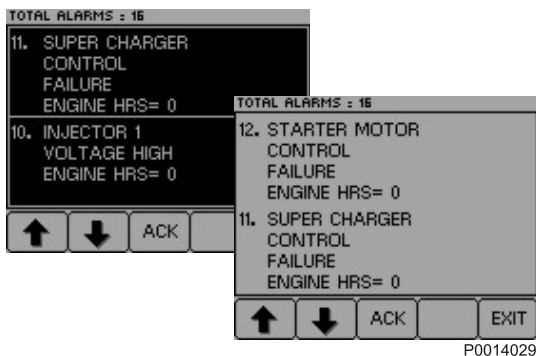 TOTAL ALARMS : 16
11. SUPER CHARGER
CONTROL
FAILURE
ENGINE HRS= 0
10. INJECTOR 1
VOLTAGE HIGH
ENGINE HRS= 0
ACK
TOTAL ALARMS : 16
12. STARTER MOTOR
CONTROL
FAILURE
ENGINE HRS= 0
11. SUPER CHARGER
CONTROL
FAILURE
ENGINE HRS= 0
ACK
EXIT
P0014029